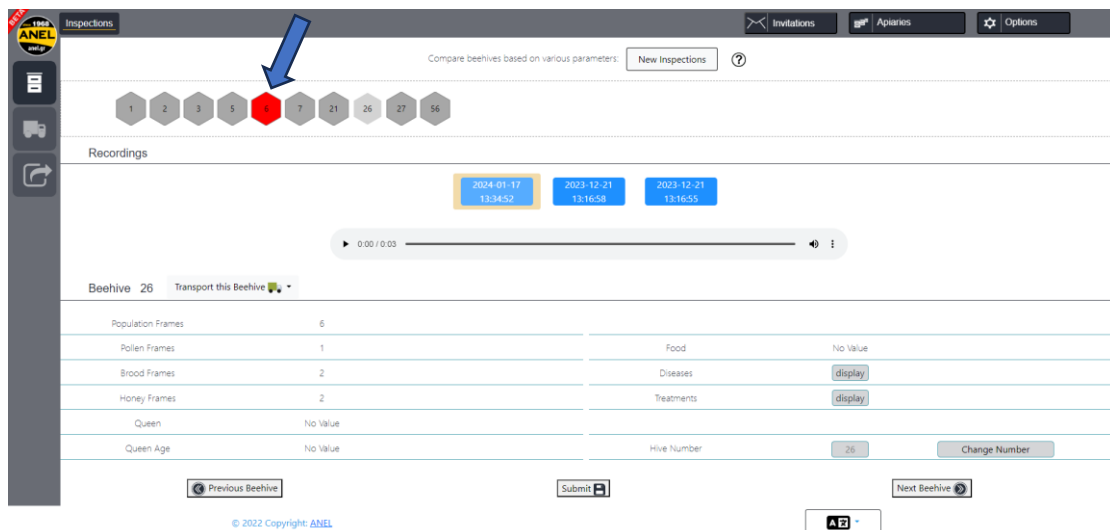 BETA
1968
ANEL
anel.gr
Inspections
Invitations
Apiaries
Options
Compare beehives based on various parameters:
New Inspections
?
1 2 3 5 6 7 21 26 27 56
Recordings
2024-01-17
13:34:52
2023-12-21
13:16:58
2023-12-21
13:16:55
0:00 / 0:03
Beehive 26 Transport this Beehive
Population Frames 6
Pollen Frames 1 Food No Value
Brood Frames 2 Diseases display
Honey Frames 2 Treatments display
Queen No Value
Queen Age No Value Hive Number 26 Change Number
Previous Beehive Submit Next Beehive
© 2022 Copyright: ANEL